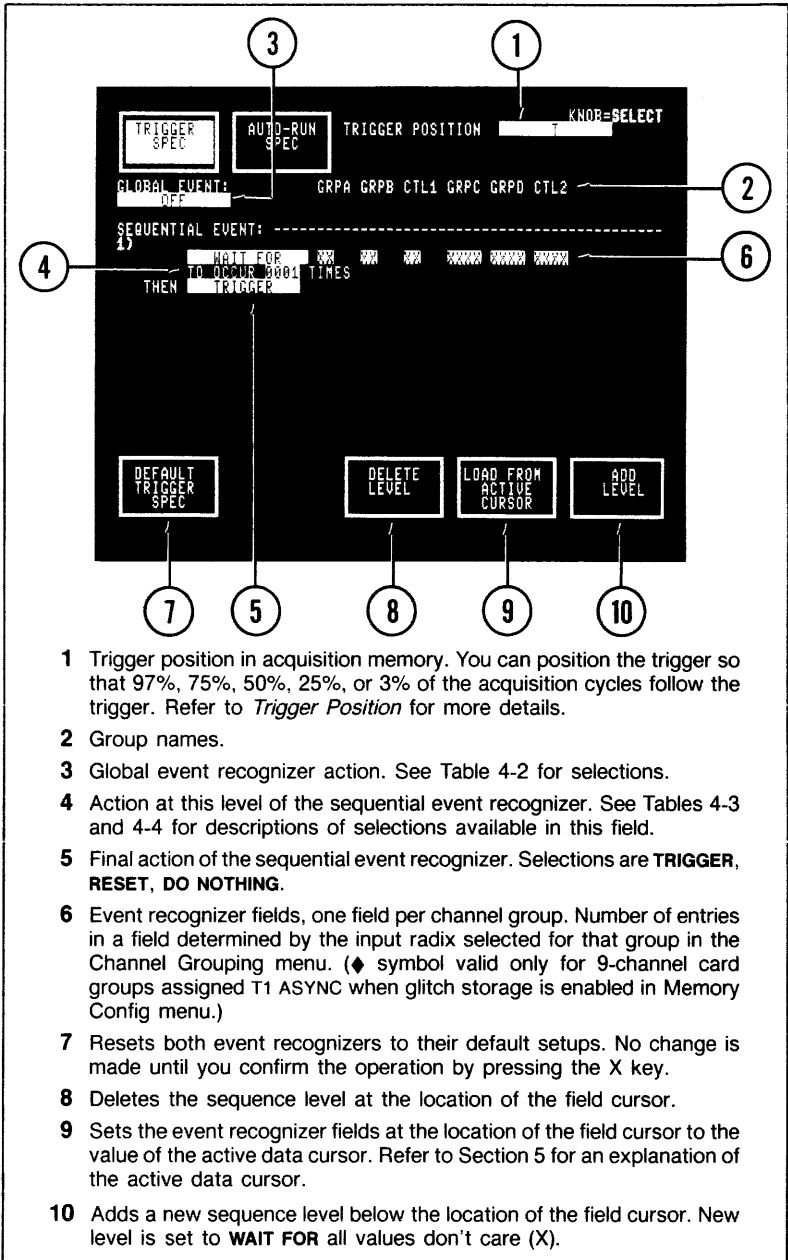 3
1
KNOB=SELECT
TRIGGER
SPEC
AUTO-RUN
SPEC
TRIGGER POSITION
T
GLOBAL EVENT:
OFF
GRPA GRPB CTL1 GRPC GRPD CTL2
2
SEQUENTIAL EVENT: ----------------------------------------
1)
4
WAIT FOR XX XX XX XXXX XXXX XXXX
6
TO OCCUR 0001 TIMES
THEN TRIGGER
DEFAULT
TRIGGER
SPEC
DELETE
LEVEL
LOAD FROM
ACTIVE
CURSOR
ADD
LEVEL
7
5
8
9
10
1 Trigger position in acquisition memory. You can position the trigger so
that 97%, 75%, 50%, 25%, or 3% of the acquisition cycles follow the
trigger. Refer to Trigger Position for more details.
2 Group names.
3 Global event recognizer action. See Table 4-2 for selections.
4 Action at this level of the sequential event recognizer. See Tables 4-3
and 4-4 for descriptions of selections available in this field.
5 Final action of the sequential event recognizer. Selections are TRIGGER,
RESET, DO NOTHING.
6 Event recognizer fields, one field per channel group. Number of entries
in a field determined by the input radix selected for that group in the
Channel Grouping menu. (♦ symbol valid only for 9-channel card
groups assigned T1 ASYNC when glitch storage is enabled in Memory
Config menu.)
7 Resets both event recognizers to their default setups. No change is
made until you confirm the operation by pressing the X key.
8 Deletes the sequence level at the location of the field cursor.
9 Sets the event recognizer fields at the location of the field cursor to the
value of the active data cursor. Refer to Section 5 for an explanation of
the active data cursor.
10 Adds a new sequence level below the location of the field cursor. New
level is set to WAIT FOR all values don't care (X).